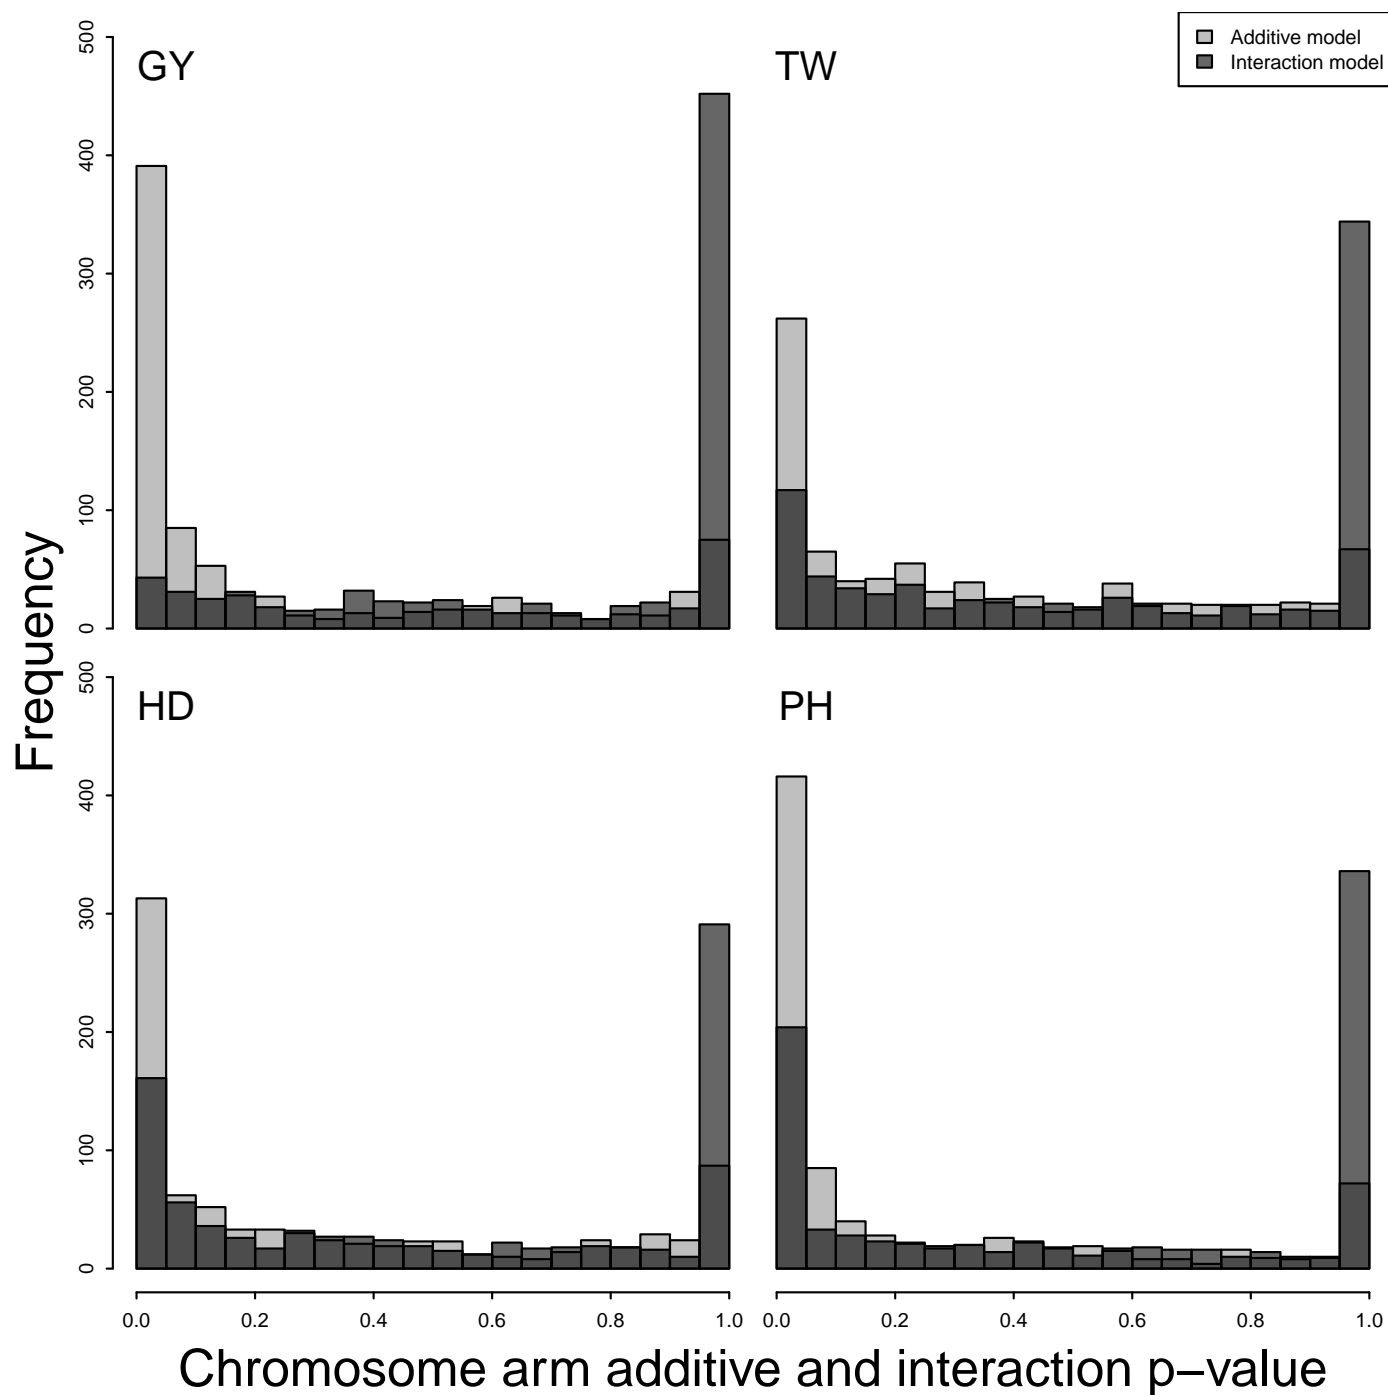 GY
TW
Additive model
Interaction model
500
400
300
200
100
0
HD
PH
500
400
300
200
100
0
Frequency
0.0 0.2 0.4 0.6 0.8 1.0
0.0 0.2 0.4 0.6 0.8 1.0
Chromosome arm additive and interaction p−value